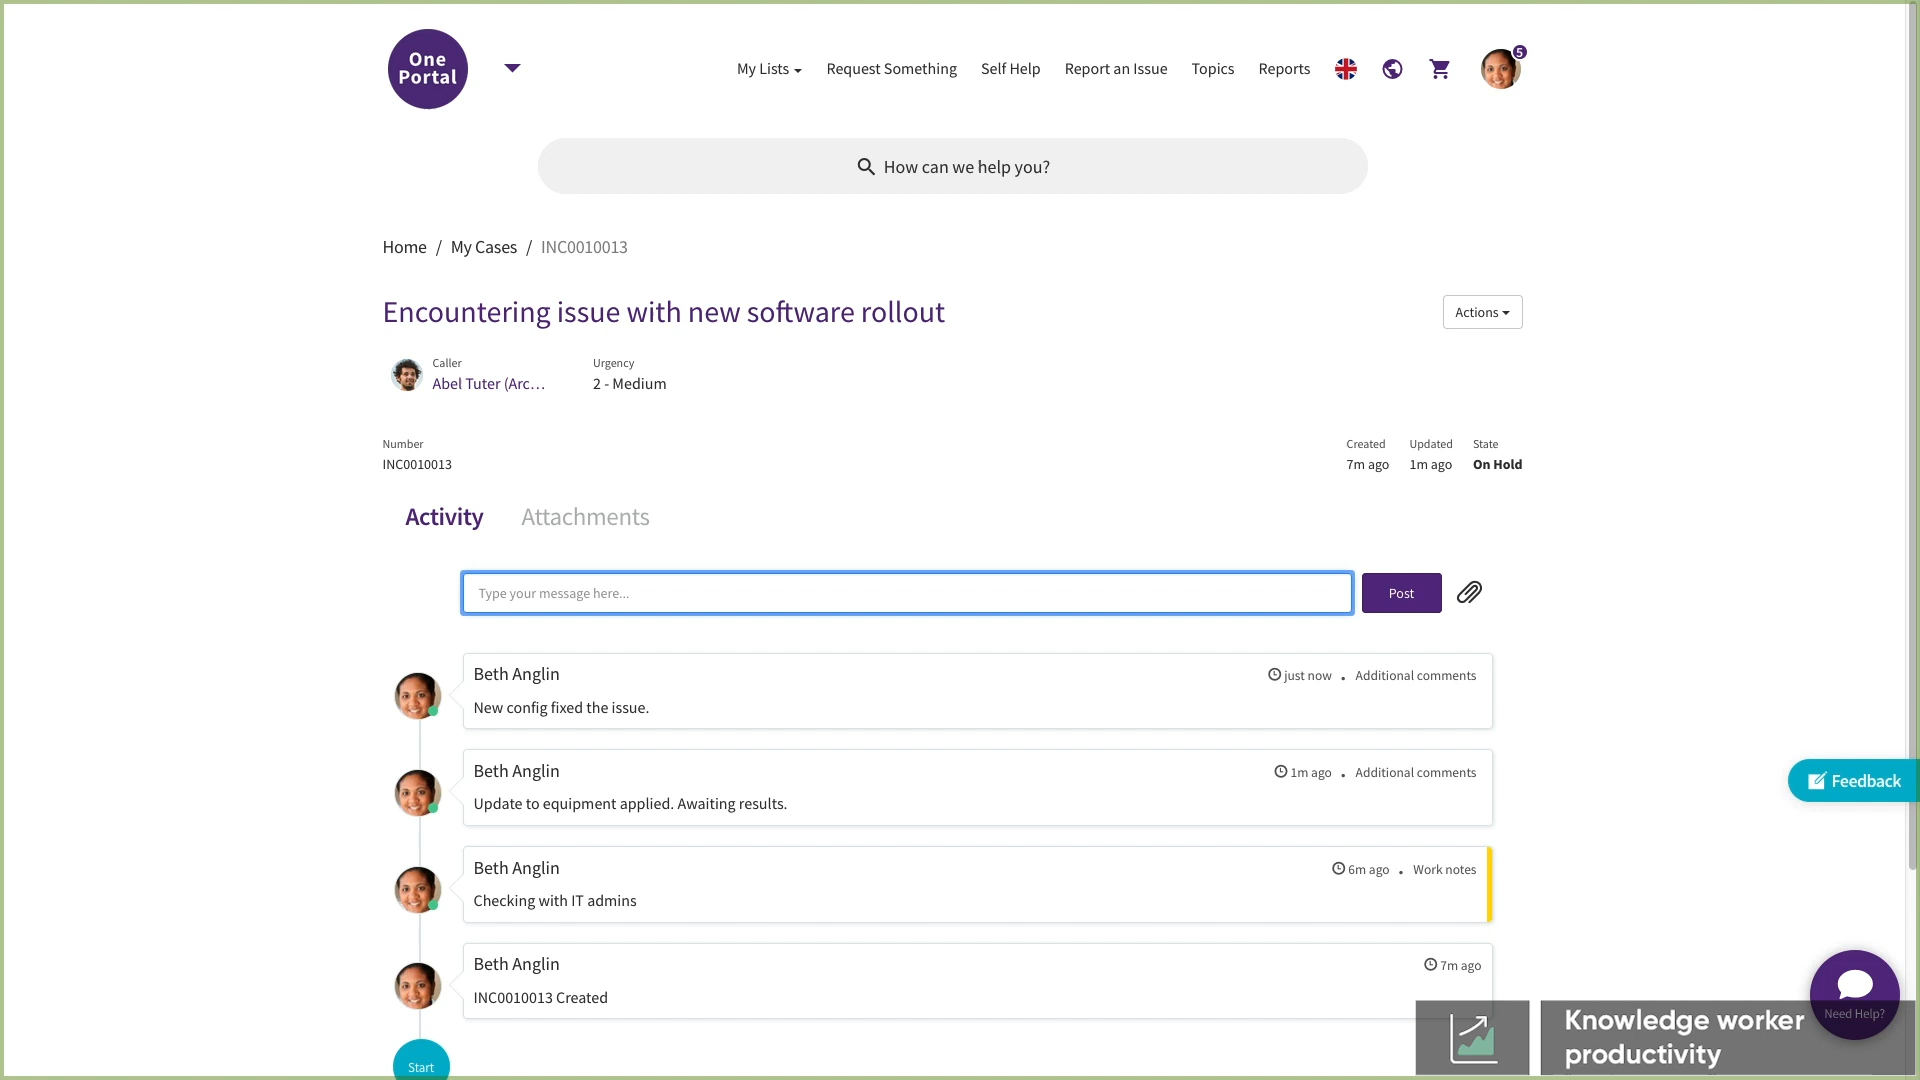 One
Portal
My Lists
Request Something
Self Help
Report an Issue
Topics
Reports
5
How can we help you?
Home / My Cases / INC0010013
Encountering issue with new software rollout
Actions
Caller
Abel Tuter (Arc...
Urgency
2 - Medium
Number
INC0010013
Created
7m ago
Updated
1m ago
State
On Hold
Activity
Attachments
Type your message here...
Post
Beth Anglin
just now . Additional comments
New config fixed the issue.
Beth Anglin
1m ago . Additional comments
Update to equipment applied. Awaiting results.
Feedback
Beth Anglin
6m ago . Work notes
Checking with IT admins
Beth Anglin
7m ago
INC0010013 Created
Need Help?
Knowledge worker
productivity
Start